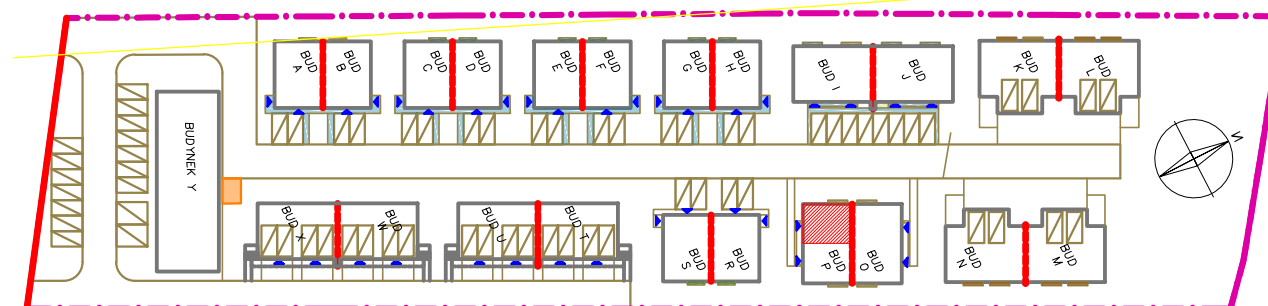 BUD A
BUD B
BUD C
BUD D
BUD E
BUD F
BUD G
BUD H
BUD I
BUD J
BUD K
BUD L
N
BUDYNEK Y
BUD X
BUD W
BUD U
BUD T
BUD S
BUD R
BUD P
BUD O
BUD N
BUD M